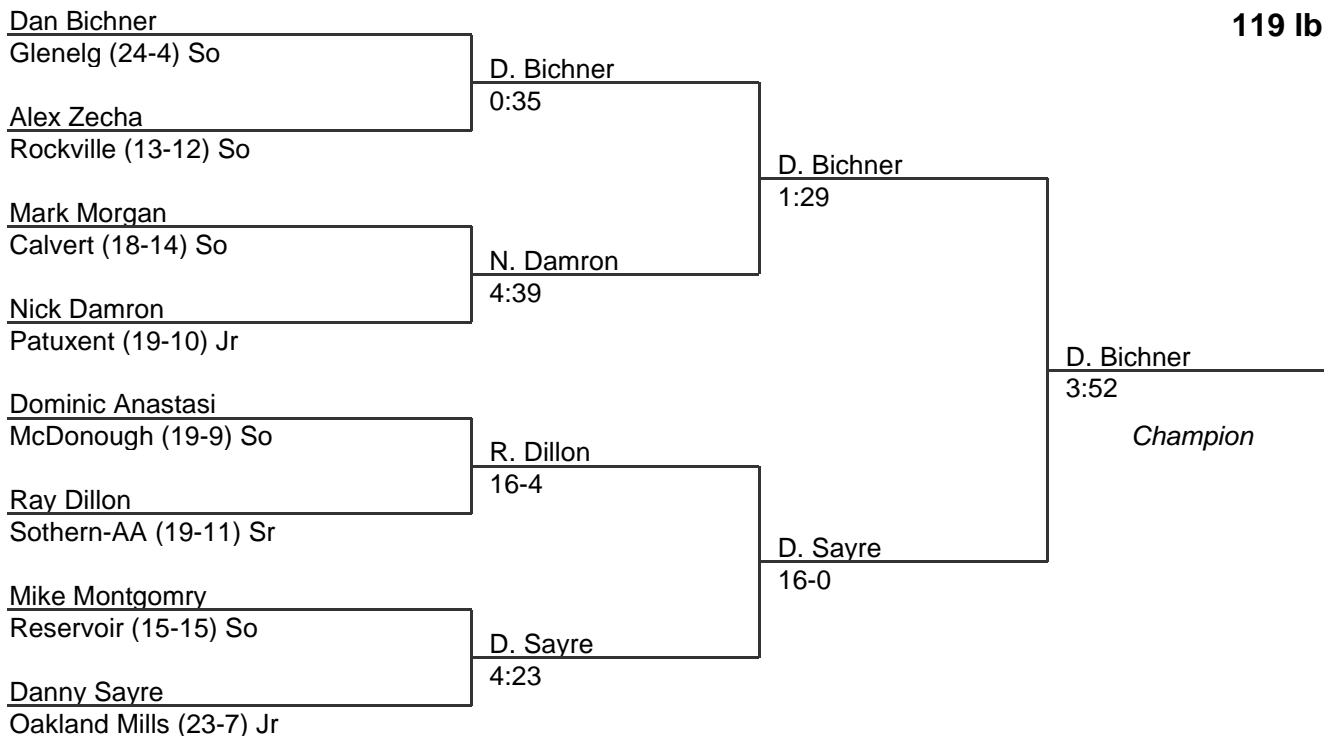 119 lb
Dan Bichner
Glenelg (24-4) So
D. Bichner
0:35
Alex Zecha
Rockville (13-12) So
D. Bichner
1:29
Mark Morgan
Calvert (18-14) So
N. Damron
4:39
Nick Damron
Patuxent (19-10) Jr
D. Bichner
3:52
Champion
Dominic Anastasi
McDonough (19-9) So
R. Dillon
16-4
Ray Dillon
Sothern-AA (19-11) Sr
D. Sayre
16-0
Mike Montgomry
Reservoir (15-15) So
D. Sayre
4:23
Danny Sayre
Oakland Mills (23-7) Jr